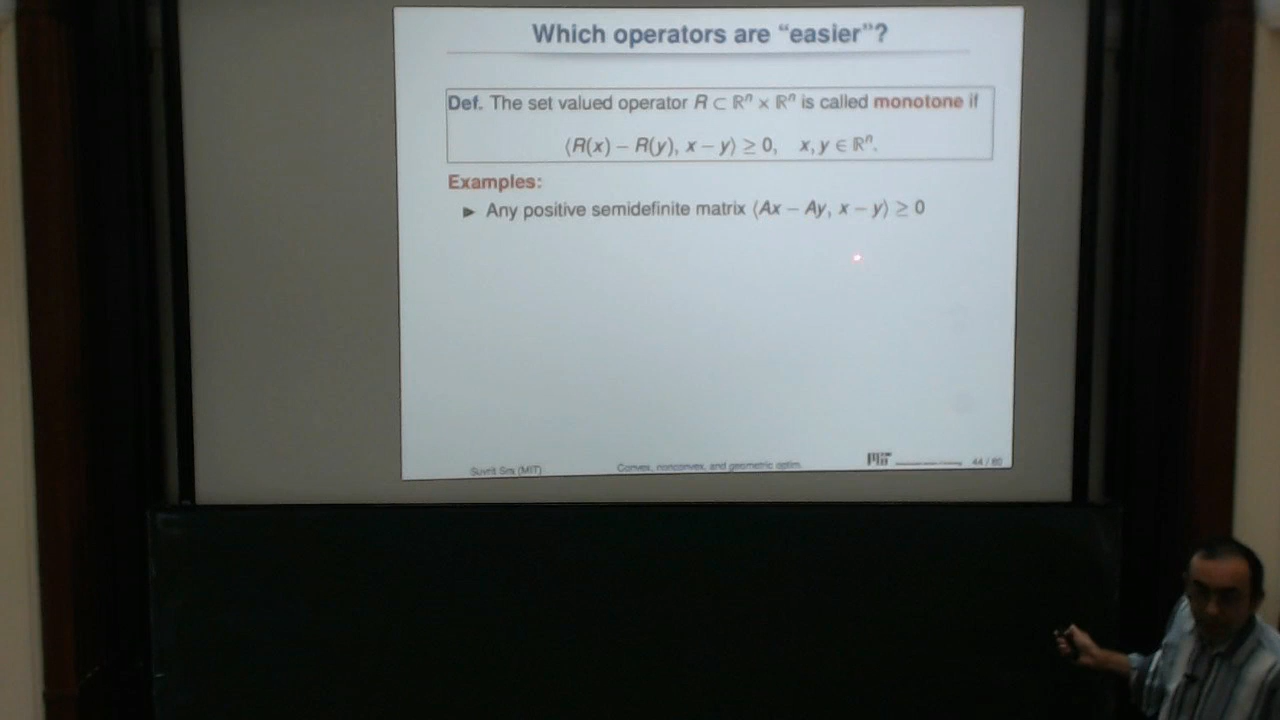 Which operators are “easier”?
Def. The set valued operator R ⊂ ℝⁿ × ℝⁿ is called monotone if
⟨R(x) − R(y), x − y⟩ ≥ 0, x, y ∈ ℝⁿ.
Examples:
► Any positive semidefinite matrix ⟨Ax − Ay, x − y⟩ ≥ 0
Suvrit Sra (MIT)
Convex, nonconvex, and geometric optim.
MIT
44 / 80